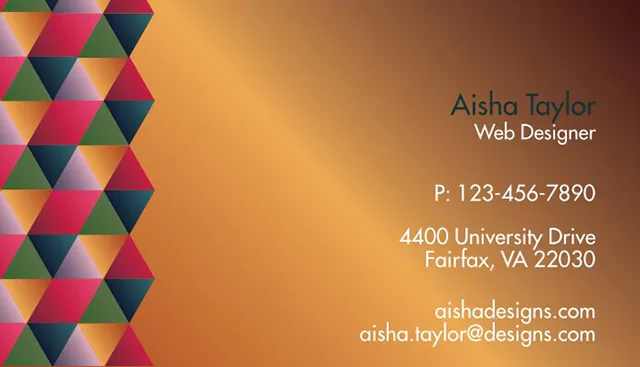 Aisha Taylor
Web Designer
P: 123-456-7890
4400 University Drive
Fairfax, VA 22030
aishadesigns.com
aisha.taylor@designs.com